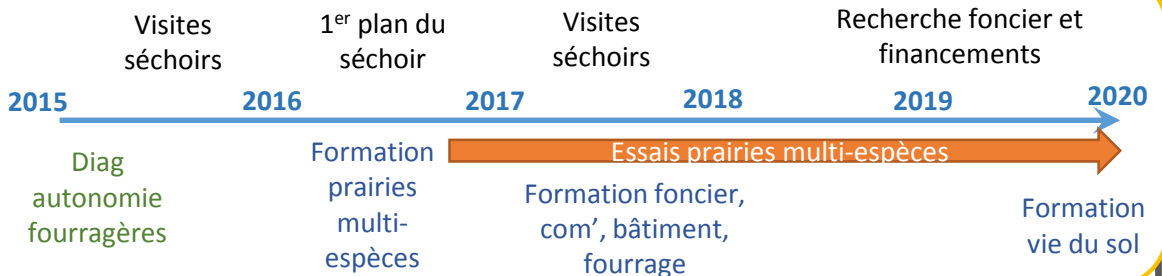 Visites
séchoirs
1er plan du
séchoir
Visites
séchoirs
Recherche foncier et
financements
2015
2016
2017
2018
2019
2020
Diag
autonomie
fourragères
Formation
prairies
multi-
espèces
Essais prairies multi-espèces
Formation foncier,
com’, bâtiment,
fourrage
Formation
vie du sol